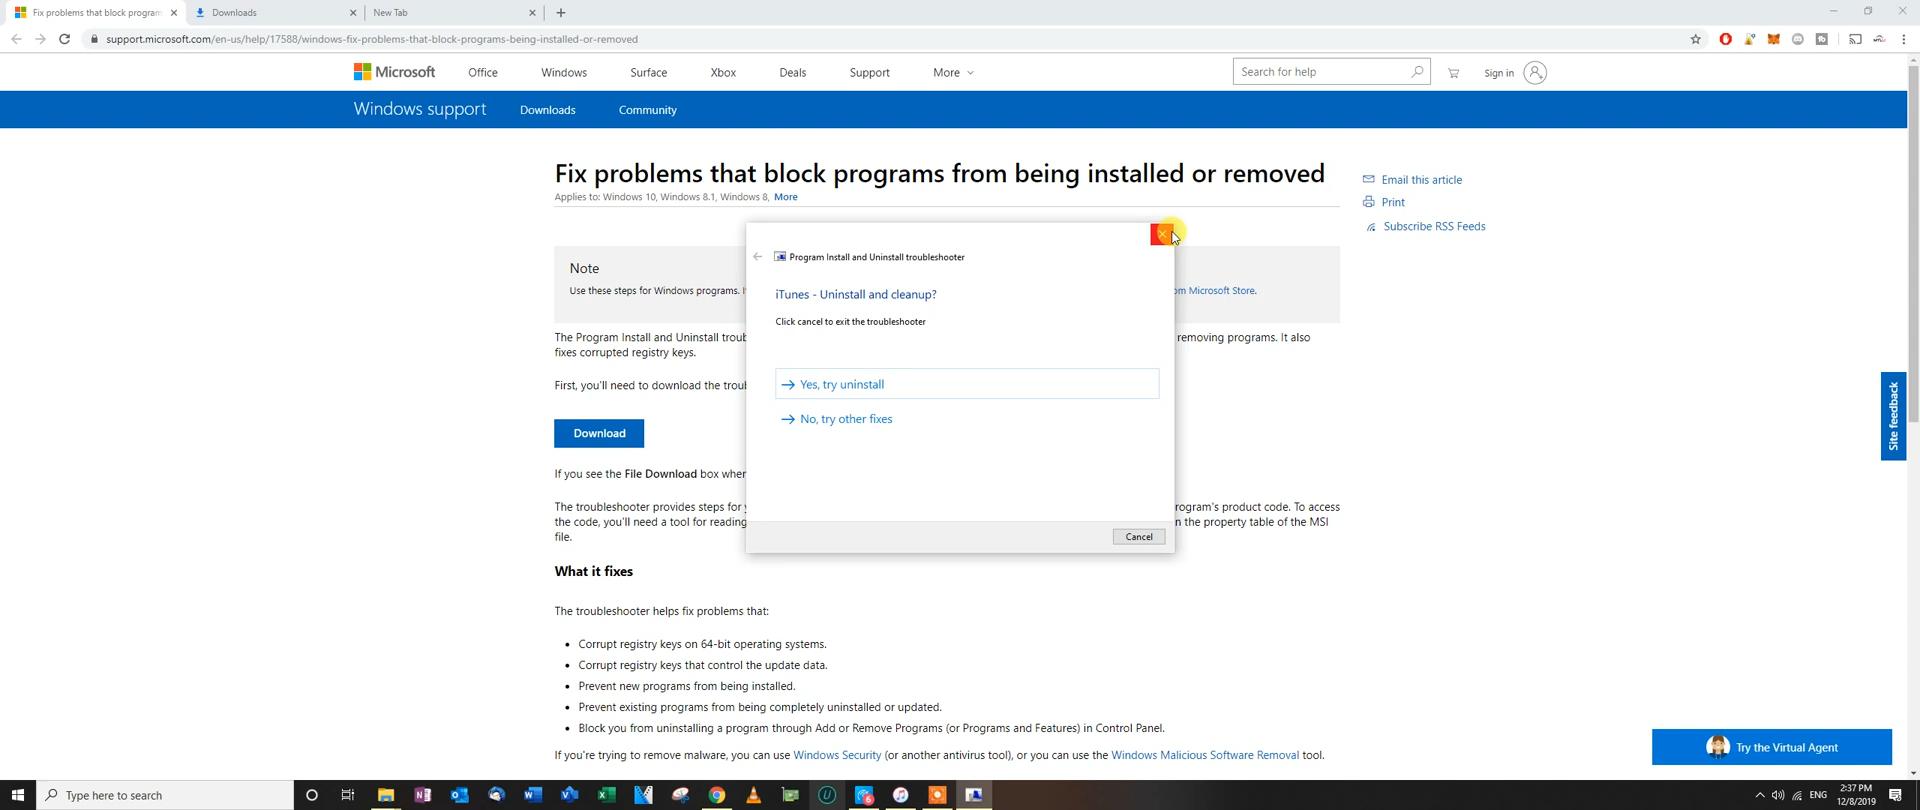 Fix problems that block program
Downloads
New Tab
support.microsoft.com/en-us/help/17588/windows-fix-problems-that-block-programs-being-installed-or-removed
Microsoft
Office
Windows
Surface
Xbox
Deals
Support
More
Search for help
Sign in
Windows support
Downloads
Community
Fix problems that block programs from being installed or removed
Applies to: Windows 10, Windows 8.1, Windows 8, More
Email this article
Print
Subscribe RSS Feeds
Note
Use these steps for Windows programs.
om Microsoft Store.
The Program Install and Uninstall
removing programs. It also
fixes corrupted registry keys.
First, you'll need to download the
Download
If you see the File Download box
The troubleshooter provides steps for
rogram's product code. To access
the code, you'll need a tool for reading
n the property table of the MSI
file.
Program Install and Uninstall troubleshooter
iTunes - Uninstall and cleanup?
Click cancel to exit the troubleshooter
Yes, try uninstall
No, try other fixes
Cancel
What it fixes
The troubleshooter helps fix problems that:
• Corrupt registry keys on 64-bit operating systems.
• Corrupt registry keys that control the update data.
• Prevent new programs from being installed.
• Prevent existing programs from being completely uninstalled or updated.
• Block you from uninstalling a program through Add or Remove Programs (or Programs and Features) in Control Panel.
If you're trying to remove malware, you can use Windows Security (or another antivirus tool), or you can use the Windows Malicious Software Removal tool.
Site feedback
Try the Virtual Agent
Type here to search
ENG
2:37 PM
12/8/2019